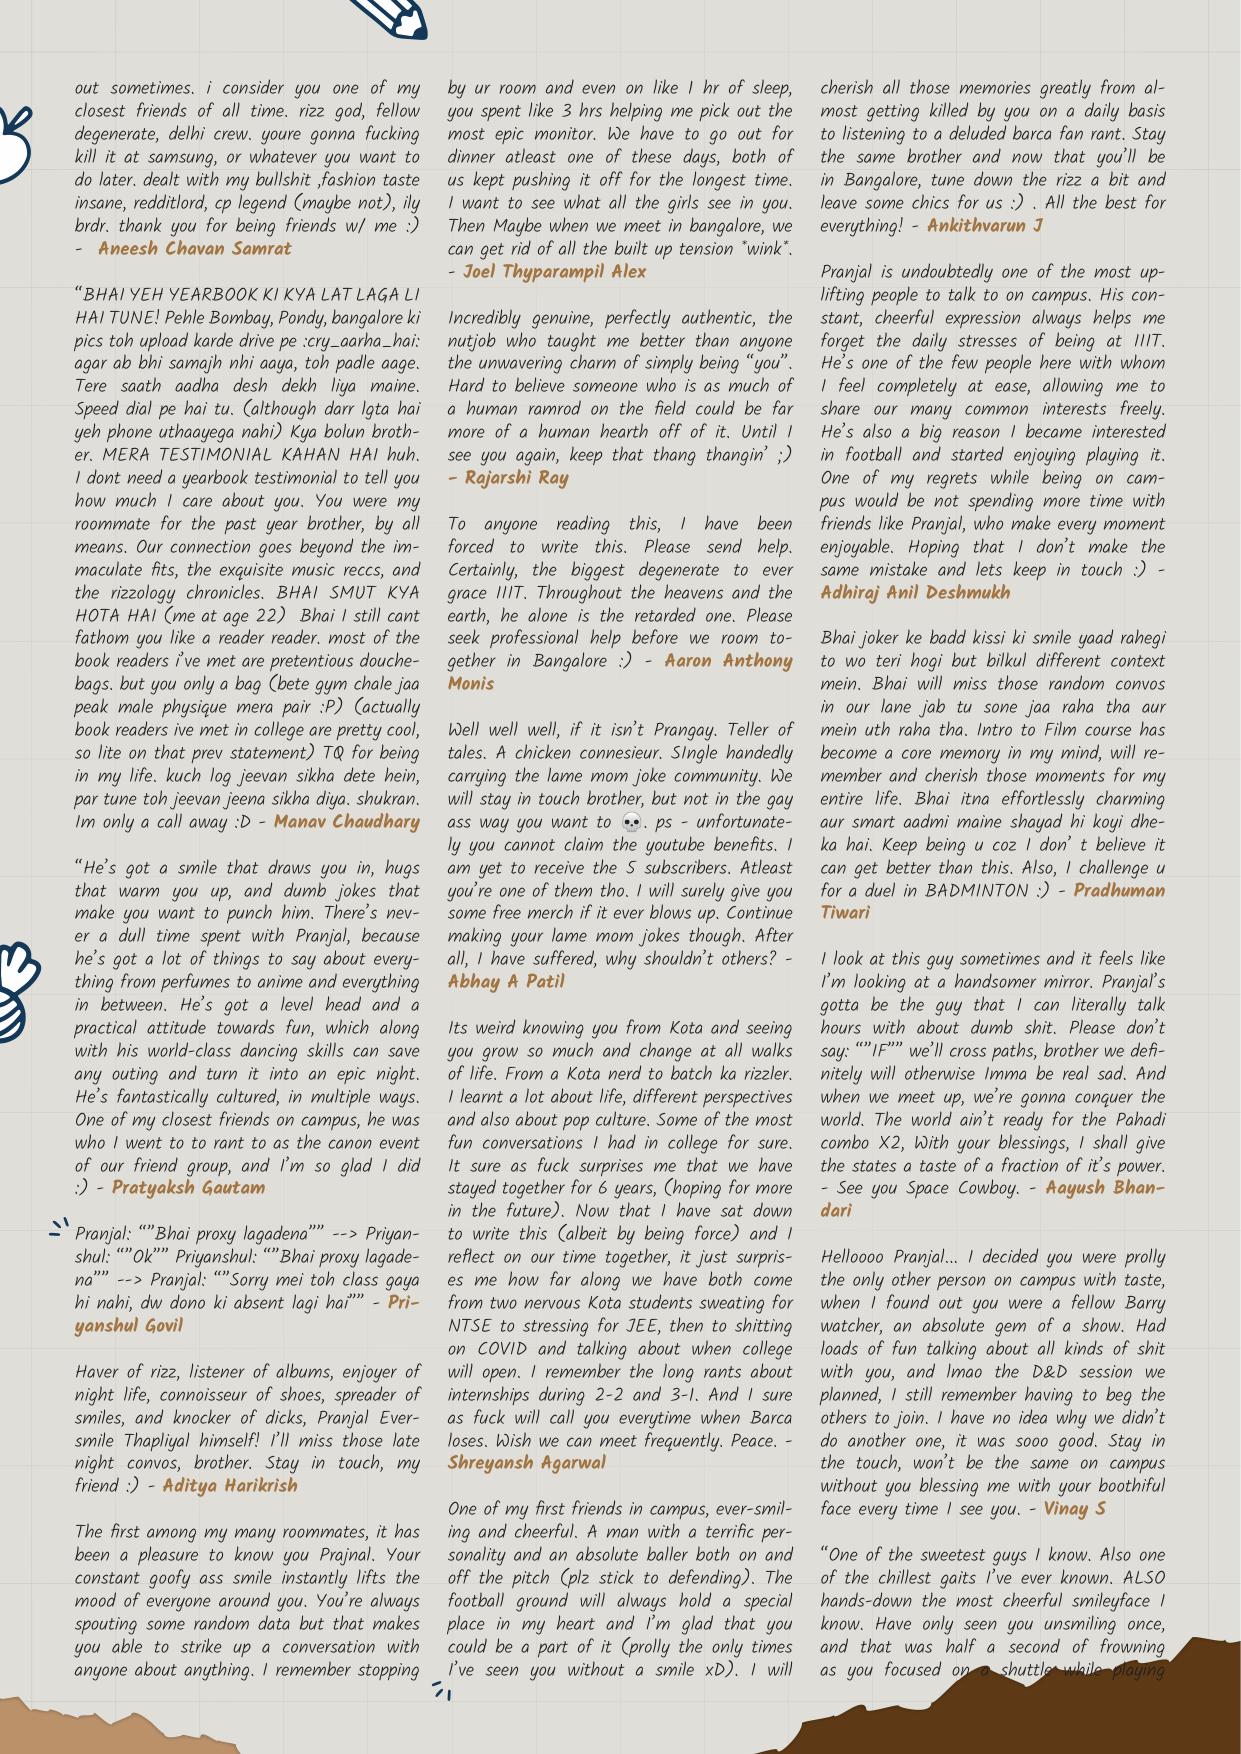 out sometimes. i consider you one of my
closest friends of all time. rizz god, fellow
degenerate, delhi crew. youre gonna fucking
kill it at samsung, or whatever you want to
do later. dealt with my bullshit ,fashion taste
insane, redditlord, cp legend (maybe not), ily
brdr. thank you for being friends w/ me :)
- Aneesh Chavan Samrat
“BHAI YEH YEARBOOK KI KYA LAT LAGA LI
HAI TUNE! Pehle Bombay, Pondy, bangalore ki
pics toh upload karde drive pe :cry_aarha_hai:
agar ab bhi samajh nhi aaya, toh padle aage.
Tere saath aadha desh dekh liya maine.
Speed dial pe hai tu. (although darr lgta hai
yeh phone uthaayega nahi) Kya bolun broth-
er. MERA TESTIMONIAL KAHAN HAI huh.
I dont need a yearbook testimonial to tell you
how much I care about you. You were my
roommate for the past year brother, by all
means. Our connection goes beyond the im-
maculate fits, the exquisite music reccs, and
the rizzology chronicles. BHAI SMUT KYA
HOTA HAI (me at age 22) Bhai I still cant
fathom you like a reader reader. most of the
book readers i’ve met are pretentious douche-
bags. but you only a bag (bete gym chale jaa
peak male physique mera pair :P) (actually
book readers ive met in college are pretty cool,
so lite on that prev statement) TQ for being
in my life. kuch log jeevan sikha dete hein,
par tune toh jeevan jeena sikha diya. shukran.
Im only a call away :D - Manav Chaudhary
“He’s got a smile that draws you in, hugs
that warm you up, and dumb jokes that
make you want to punch him. There’s nev-
er a dull time spent with Pranjal, because
he’s got a lot of things to say about every-
thing from perfumes to anime and everything
in between. He’s got a level head and a
practical attitude towards fun, which along
with his world-class dancing skills can save
any outing and turn it into an epic night.
He’s fantastically cultured, in multiple ways.
One of my closest friends on campus, he was
who I went to to rant to as the canon event
of our friend group, and I’m so glad I did
:) - Pratyaksh Gautam
Pranjal: “”Bhai proxy lagadena”” --> Priyan-
shul: “”Ok”” Priyanshul: “”Bhai proxy lagade-
na”” --> Pranjal: “”Sorry mei toh class gaya
hi nahi, dw dono ki absent lagi hai”” - Pri-
yanshul Govil
Haver of rizz, listener of albums, enjoyer of
night life, connoisseur of shoes, spreader of
smiles, and knocker of dicks, Pranjal Ever-
smile Thapliyal himself! I’ll miss those late
night convos, brother. Stay in touch, my
friend :) - Aditya Harikrish
The first among my many roommates, it has
been a pleasure to know you Prajnal. Your
constant goofy ass smile instantly lifts the
mood of everyone around you. You’re always
spouting some random data but that makes
you able to strike up a conversation with
anyone about anything. I remember stopping
by ur room and even on like 1 hr of sleep,
you spent like 3 hrs helping me pick out the
most epic monitor. We have to go out for
dinner atleast one of these days, both of
us kept pushing it off for the longest time.
I want to see what all the girls see in you.
Then Maybe when we meet in bangalore, we
can get rid of all the built up tension *wink*.
- Joel Thyparampil Alex
Incredibly genuine, perfectly authentic, the
nutjob who taught me better than anyone
the unwavering charm of simply being “you”.
Hard to believe someone who is as much of
a human ramrod on the field could be far
more of a human hearth off of it. Until I
see you again, keep that thang thangin’ ;)
- Rajarshi Ray
To anyone reading this, I have been
forced to write this. Please send help.
Certainly, the biggest degenerate to ever
grace IIIT. Throughout the heavens and the
earth, he alone is the retarded one. Please
seek professional help before we room to-
gether in Bangalore :) - Aaron Anthony
Monis
Well well well, if it isn’t Prangay. Teller of
tales. A chicken connesieur. SIngle handedly
carrying the lame mom joke community. We
will stay in touch brother, but not in the gay
ass way you want to 💀. ps - unfortunate-
ly you cannot claim the youtube benefits. I
am yet to receive the 5 subscribers. Atleast
you’re one of them tho. I will surely give you
some free merch if it ever blows up. Continue
making your lame mom jokes though. After
all, I have suffered, why shouldn’t others? -
Abhay A Patil
Its weird knowing you from Kota and seeing
you grow so much and change at all walks
of life. From a Kota nerd to batch ka rizzler.
I learnt a lot about life, different perspectives
and also about pop culture. Some of the most
fun conversations I had in college for sure.
It sure as fuck surprises me that we have
stayed together for 6 years, (hoping for more
in the future). Now that I have sat down
to write this (albeit by being force) and I
reflect on our time together, it just surpris-
es me how far along we have both come
from two nervous Kota students sweating for
NTSE to stressing for JEE, then to shitting
on COVID and talking about when college
will open. I remember the long rants about
internships during 2-2 and 3-1. And I sure
as fuck will call you everytime when Barca
loses. Wish we can meet frequently. Peace. -
Shreyansh Agarwal
One of my first friends in campus, ever-smil-
ing and cheerful. A man with a terrific per-
sonality and an absolute baller both on and
off the pitch (plz stick to defending). The
football ground will always hold a special
place in my heart and I’m glad that you
could be a part of it (prolly the only times
I’ve seen you without a smile xD). I will
cherish all those memories greatly from al-
most getting killed by you on a daily basis
to listening to a deluded barca fan rant. Stay
the same brother and now that you’ll be
in Bangalore, tune down the rizz a bit and
leave some chics for us :) . All the best for
everything! - Ankithvarun J
Pranjal is undoubtedly one of the most up-
lifting people to talk to on campus. His con-
stant, cheerful expression always helps me
forget the daily stresses of being at IIIT.
He’s one of the few people here with whom
I feel completely at ease, allowing me to
share our many common interests freely.
He’s also a big reason I became interested
in football and started enjoying playing it.
One of my regrets while being on cam-
pus would be not spending more time with
friends like Pranjal, who make every moment
enjoyable. Hoping that I don’t make the
same mistake and lets keep in touch :) -
Adhiraj Anil Deshmukh
Bhai joker ke badd kissi ki smile yaad rahegi
to wo teri hogi but bilkul different context
mein. Bhai will miss those random convos
in our lane jab tu sone jaa raha tha aur
mein uth raha tha. Intro to Film course has
become a core memory in my mind, will re-
member and cherish those moments for my
entire life. Bhai itna effortlessly charming
aur smart aadmi maine shayad hi koyi dhe-
ka hai. Keep being u coz I don’ t believe it
can get better than this. Also, I challenge u
for a duel in BADMINTON :) - Pradhuman
Tiwari
I look at this guy sometimes and it feels like
I’m looking at a handsomer mirror. Pranjal’s
gotta be the guy that I can literally talk
hours with about dumb shit. Please don’t
say: “”IF”” we’ll cross paths, brother we defi-
nitely will otherwise Imma be real sad. And
when we meet up, we’re gonna conquer the
world. The world ain’t ready for the Pahadi
combo X2, With your blessings, I shall give
the states a taste of a fraction of it’s power.
- See you Space Cowboy. - Aayush Bhan-
dari
Helloooo Pranjal... I decided you were prolly
the only other person on campus with taste,
when I found out you were a fellow Barry
watcher, an absolute gem of a show. Had
loads of fun talking about all kinds of shit
with you, and lmao the D&D session we
planned, I still remember having to beg the
others to join. I have no idea why we didn’t
do another one, it was sooo good. Stay in
the touch, won’t be the same on campus
without you blessing me with your boothiful
face every time I see you. - Vinay S
“One of the sweetest guys I know. Also one
of the chillest gaits I’ve ever known. ALSO
hands-down the most cheerful smileyface I
know. Have only seen you unsmiling once,
and that was half a second of frowning
as you focused on a shuttle while playing